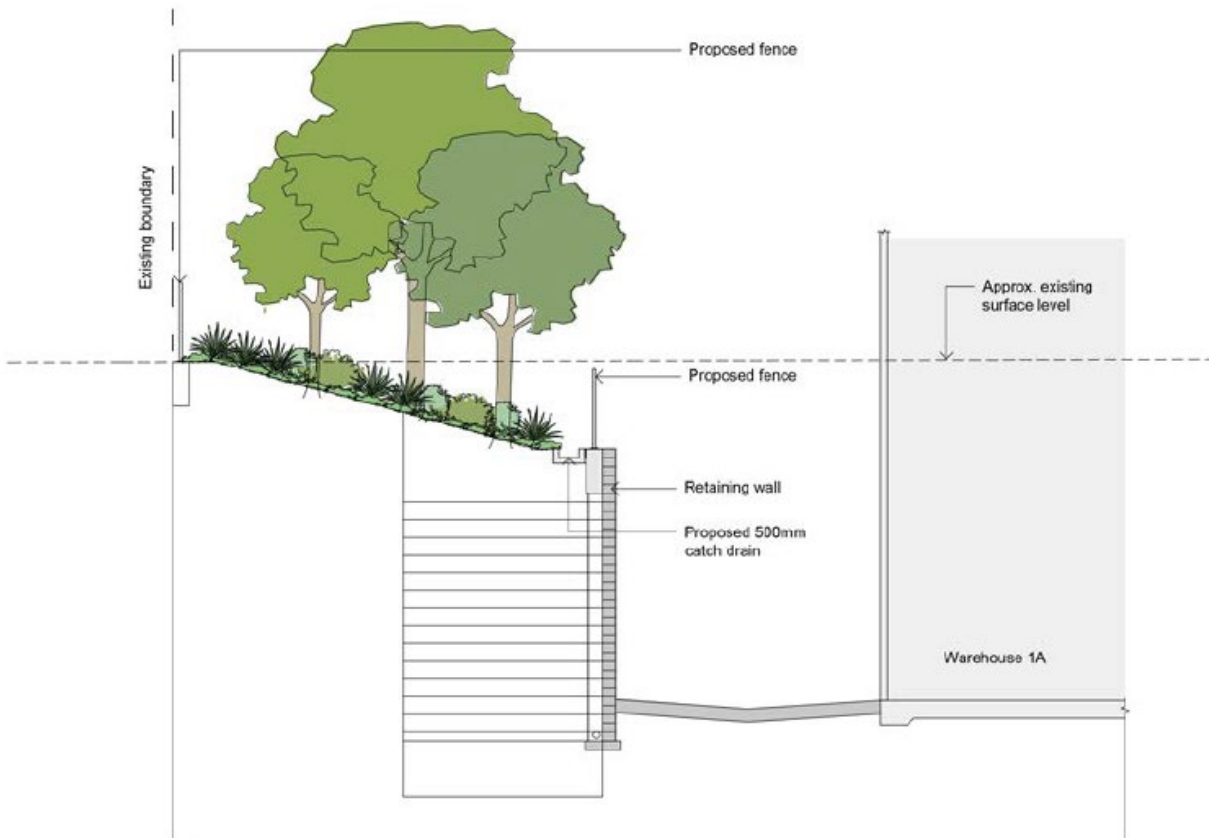 Proposed fence
Existing boundary
Approx. existing
surface level
Proposed fence
Retaining wall
Proposed 500mm
catch drain
Warehouse 1A